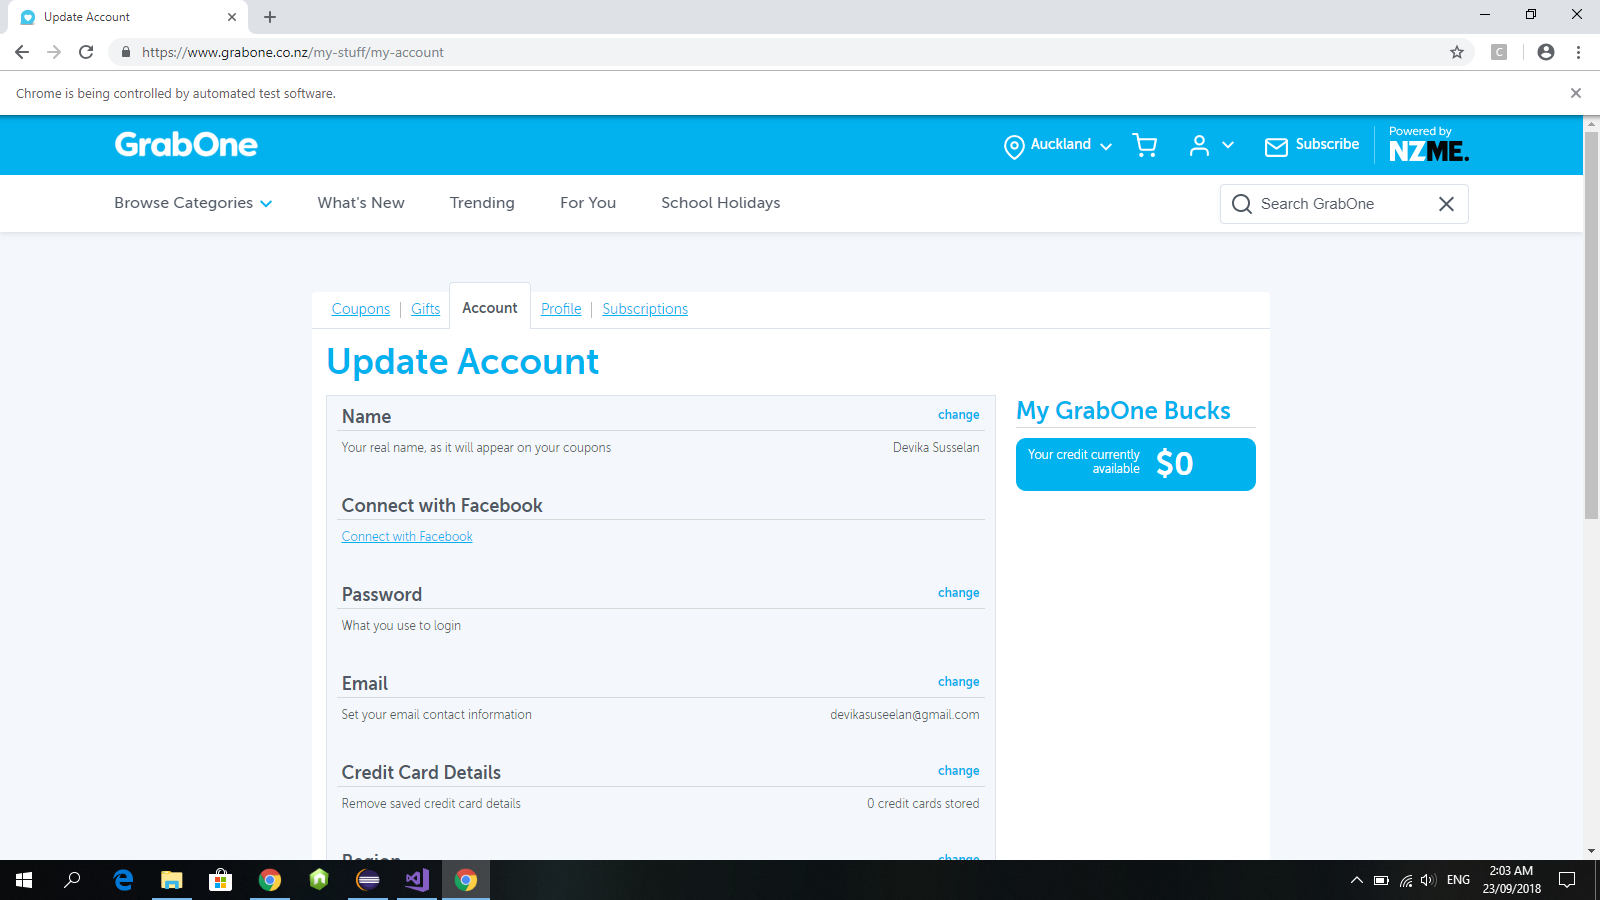 Update Account
https://www.grabone.co.nz/my-stuff/my-account
C
Chrome is being controlled by automated test software.
GrabOne
Auckland
Subscribe
Powered by
NZME.
Browse Categories
What's New
Trending
For You
School Holidays
Search GrabOne
Coupons | Gifts
Account
Profile | Subscriptions
Update Account
Name
change
Your real name, as it will appear on your coupons
Devika Susselan
Connect with Facebook
Connect with Facebook
Password
change
What you use to login
Email
change
Set your email contact information
devikasuseelan@gmail.com
Credit Card Details
change
Remove saved credit card details
0 credit cards stored
Region
change
My GrabOne Bucks
Your credit currently
available
$0
ENG
2:03 AM
23/09/2018